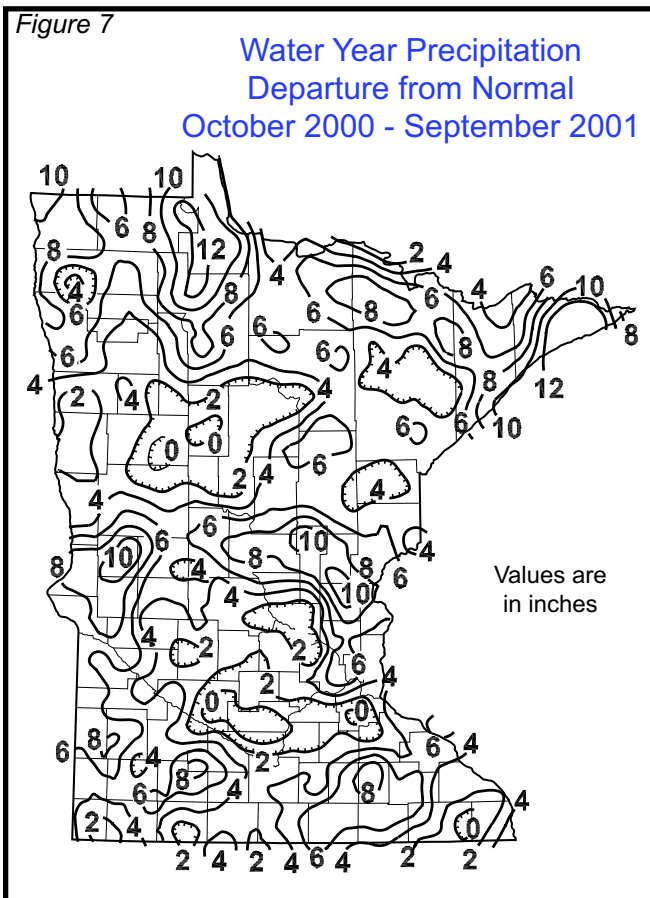 Figure 7
Water Year Precipitation
Departure from Normal
October 2000 - September 2001
10 10
6 8
8 12 2
4 4 6
4 8 6 8 6 4 10
6
6 8
6 8
6 6
4
4 4 8 12
2 4 2
6 6 10
0 0
4
6
2
4
4
6 6
10
8 10 4
Values are
in inches
8 4 8 6
4 10
4 2 2
6 4
2
0 0
8 6 6 4
4 2
8 4 8
6 4
2 4 0
2 4 2 4 6 4 2 2